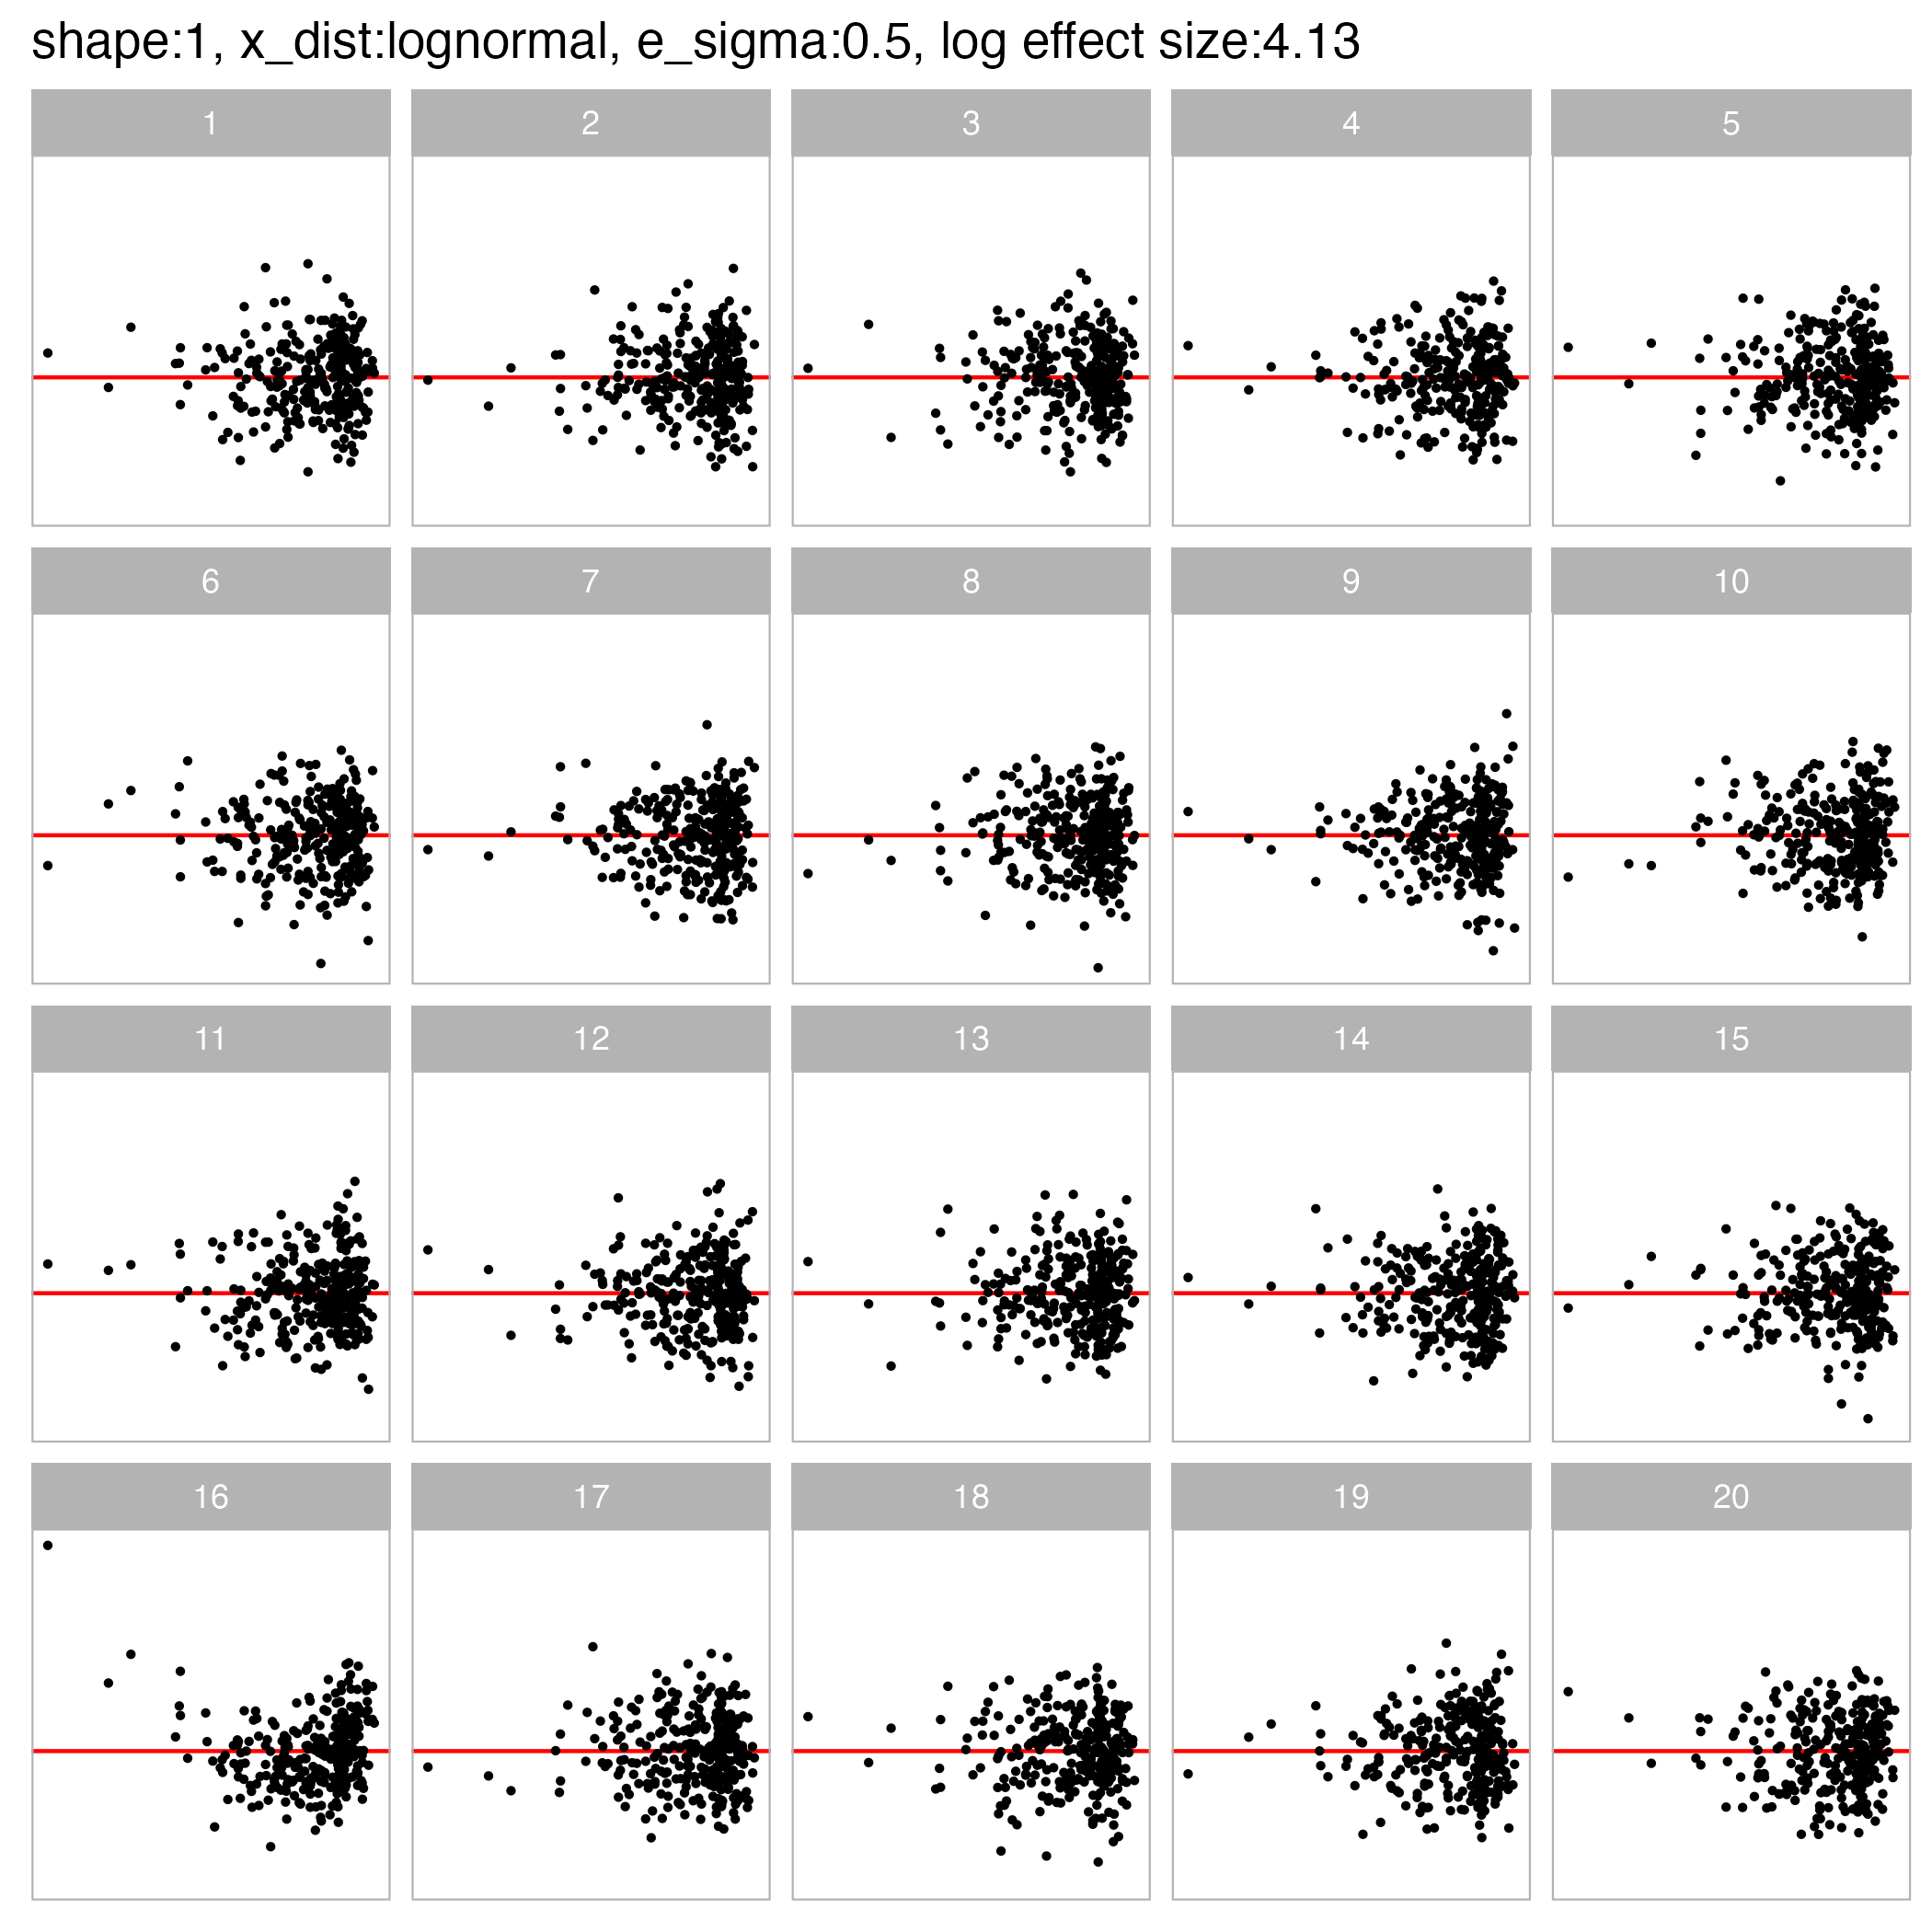 shape:1, x_dist:lognormal, e_sigma:0.5, log effect size:4.13
1 2 3 4 5
6 7 8 9 10
11 12 13 14 15
16 17 18 19 20